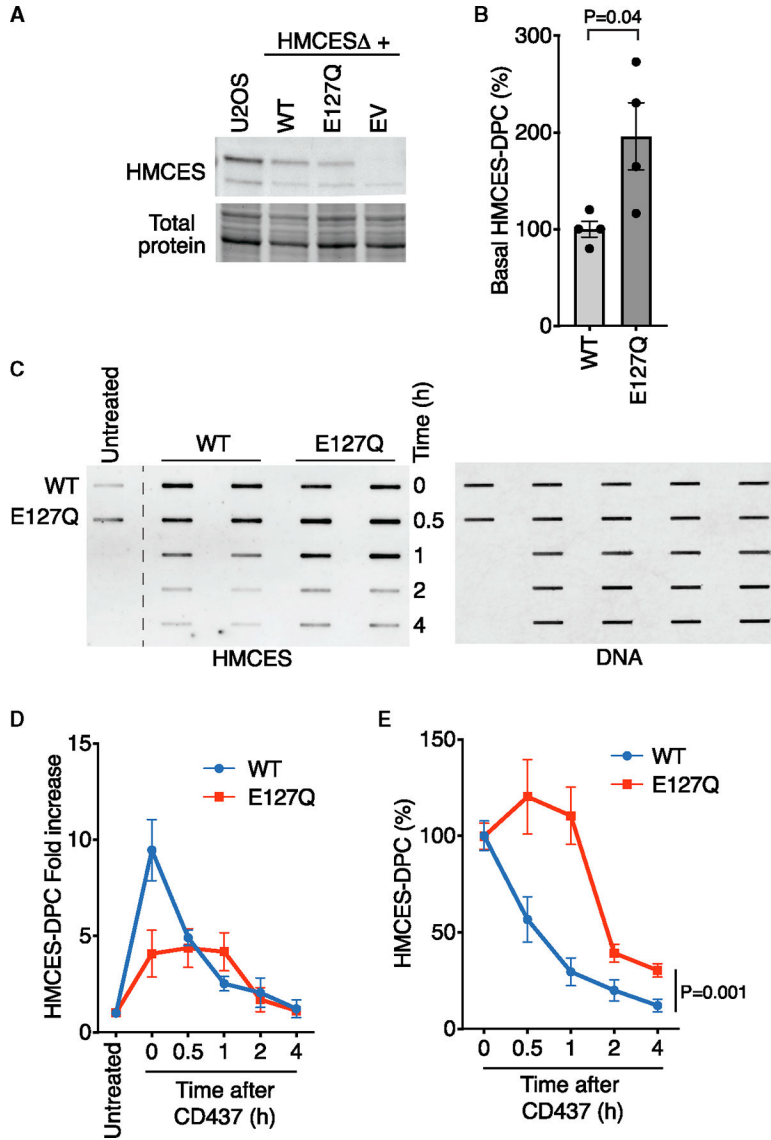 A
HMCESΔ +
U2OS
WT
E127Q
EV
HMCES
Total
protein
B
P=0.04
Basal HMCES-DPC (%)
300
200
100
0
WT
E127Q
C
Untreated
WT
E127Q
Time (h)
WT
E127Q
0
0.5
1
2
4
HMCES
DNA
D
HMCES-DPC Fold increase
15
10
5
0
WT
E127Q
Untreated
0 0.5 1 2 4
Time after
CD437 (h)
E
HMCES-DPC (%)
150
100
50
0
WT
E127Q
P=0.001
0 0.5 1 2 4
Time after
CD437 (h)